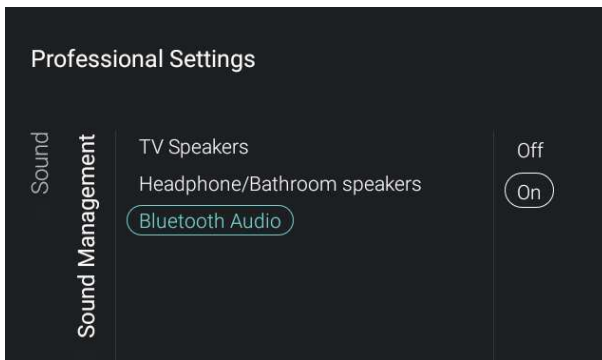 Professional Settings
Sound
Sound Management
TV Speakers
Headphone/Bathroom speakers
Bluetooth Audio
Off
On